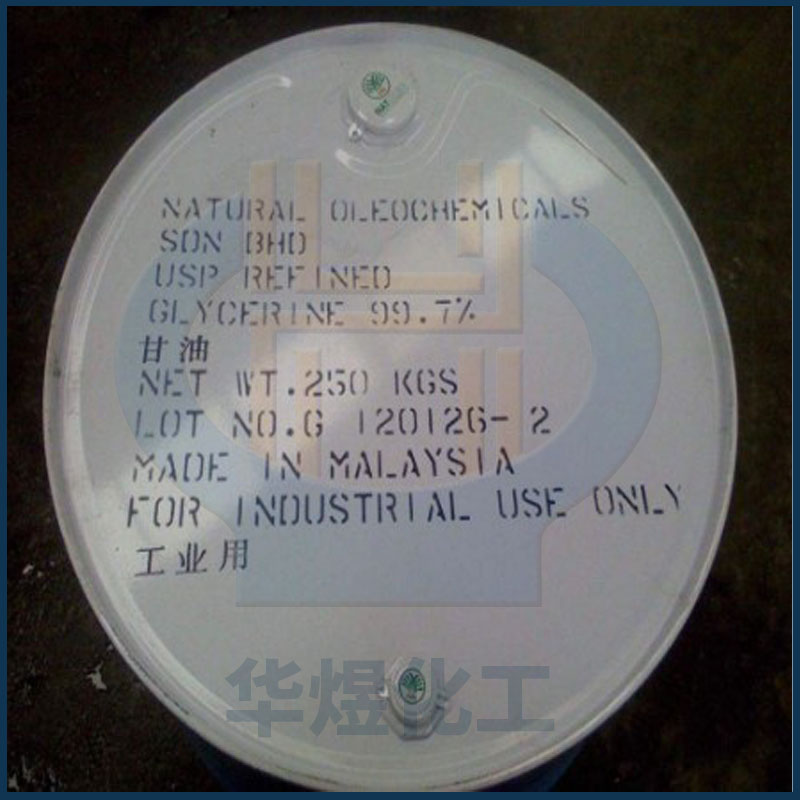 NATURAL OLEOCHEMICALS
SDN BHD
USP REFINED
GLYCERINE 99.7%
甘油
NET WT.250 KGS
LOT NO.G 120126-2
MADE IN MALAYSIA
FOR INDUSTRIAL USE ONLY
工业用
华煜化工